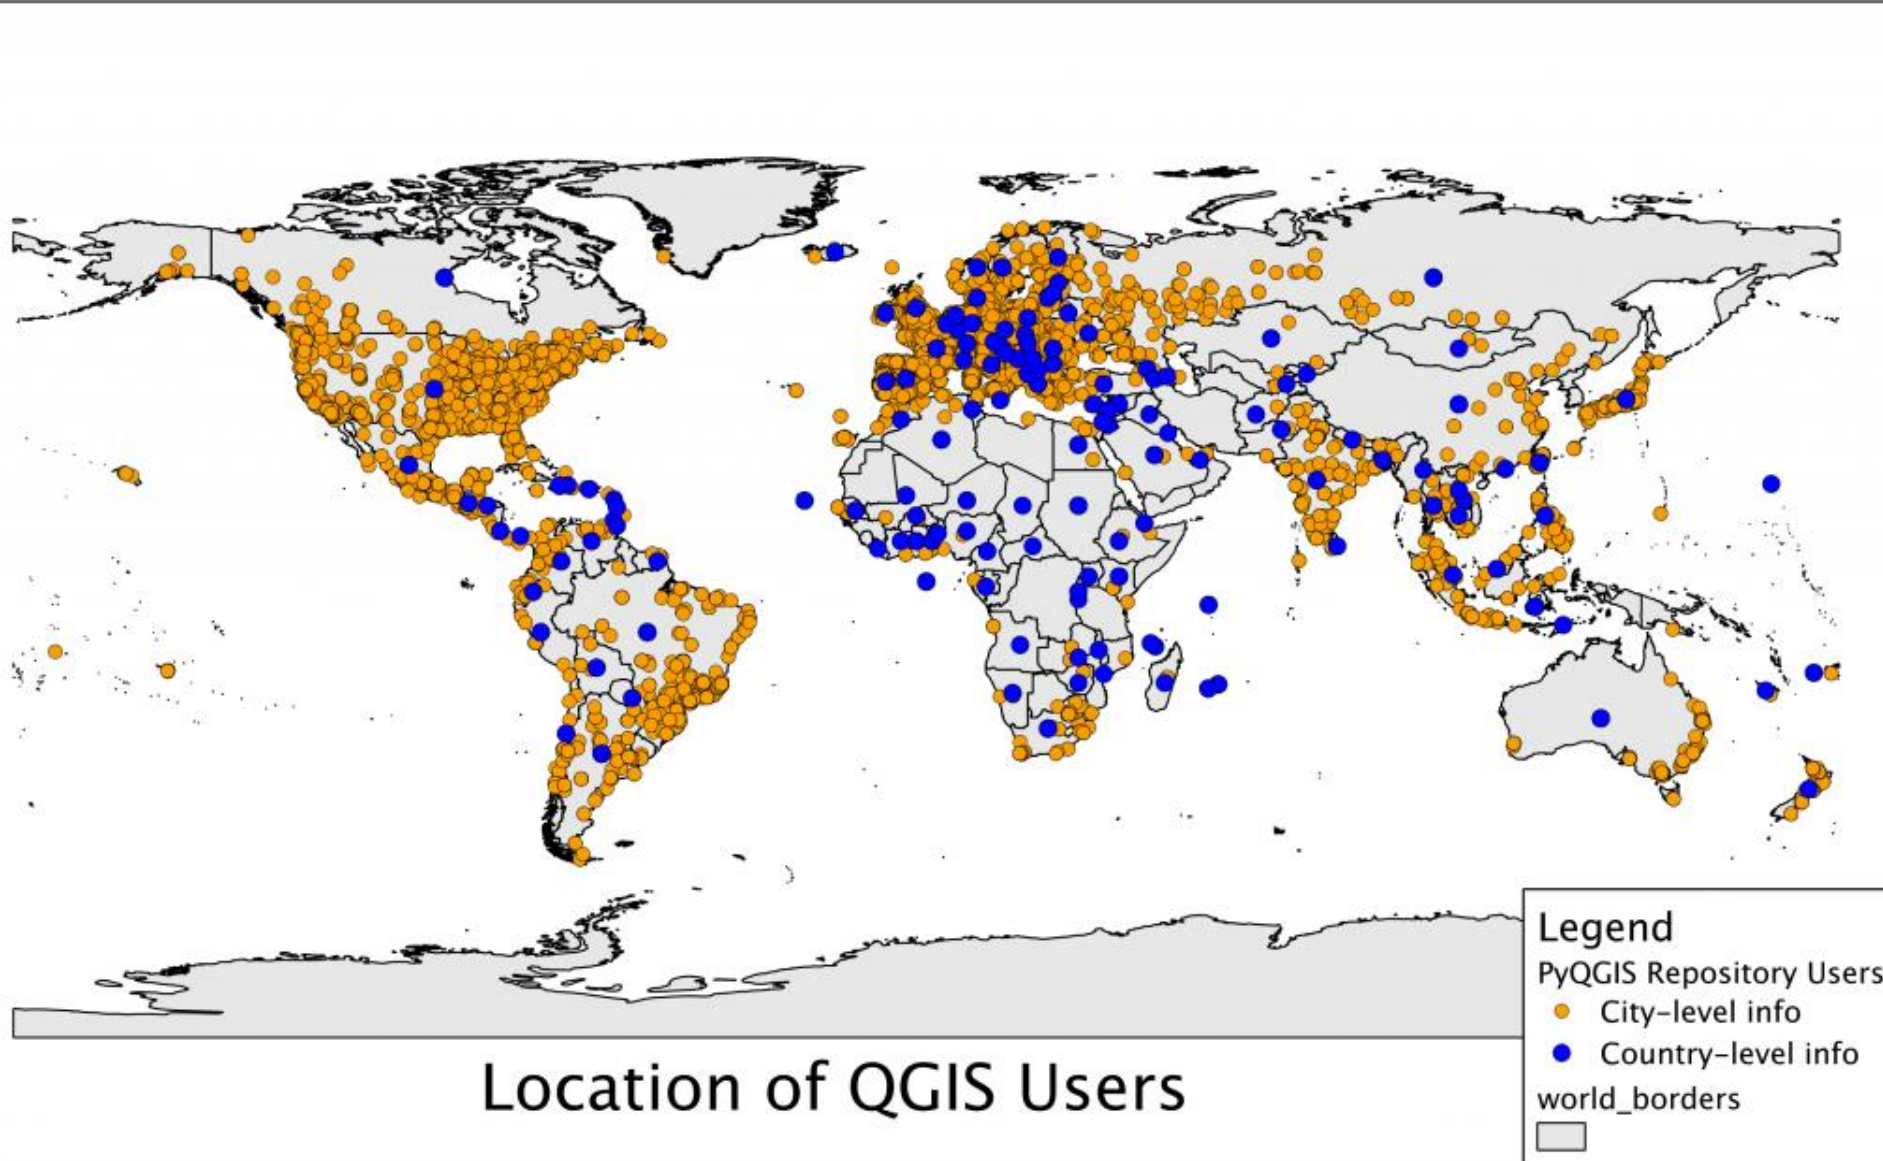 Legend
PyQGIS Repository Users
City-level info
Country-level info
world_borders
Location of QGIS Users